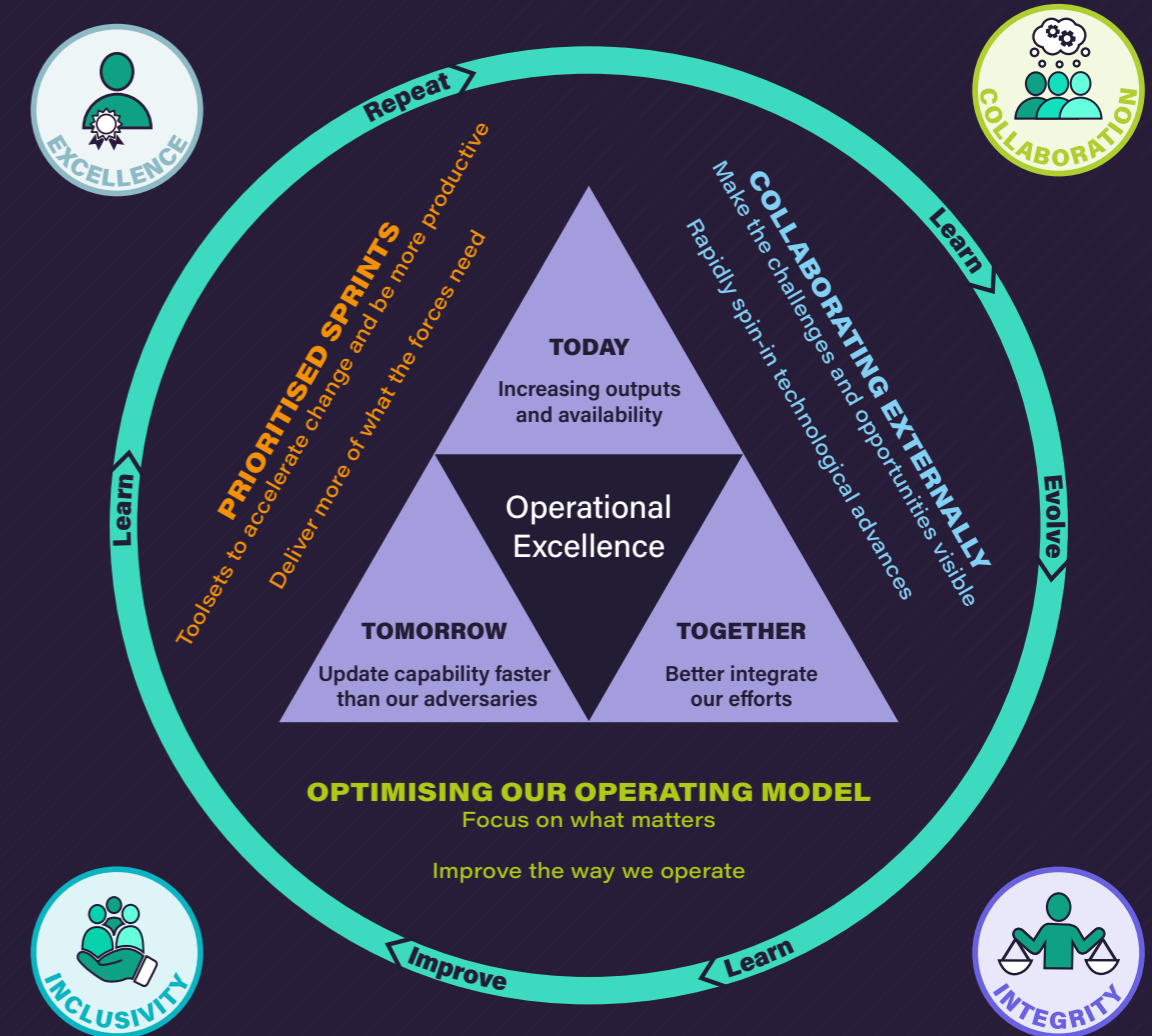 EXCELLENCE
COLLABORATION
Repeat
Learn
Evolve
Learn
Improve
Learn
PRIORITISED SPRINTS
Toolsets to accelerate change and be more productive
Deliver more of what the forces need
COLLABORATING EXTERNALLY
Make the challenges and opportunities visible
Rapidly spin-in technological advances
TODAY
Increasing outputs
and availability
Operational
Excellence
TOMORROW
Update capability faster
than our adversaries
TOGETHER
Better integrate
our efforts
OPTIMISING OUR OPERATING MODEL
Focus on what matters
Improve the way we operate
INCLUSIVITY
INTEGRITY